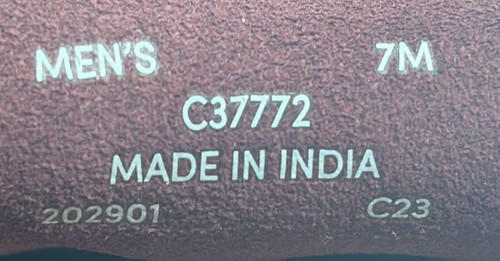 MEN'S 7M
C37772
MADE IN INDIA
202901 C23